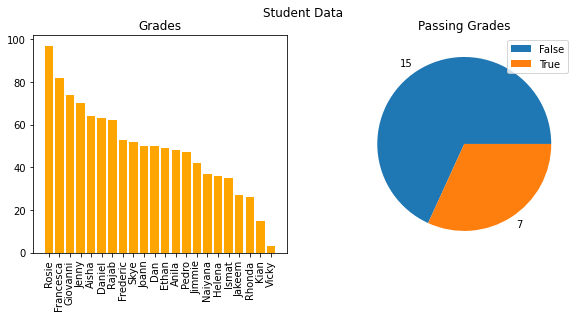 Student Data
Grades
100
80
60
40
20
0
Rosie
Francesca
Giovanni
Jenny
Aisha
Daniel
Rajab
Frederic
Skye
Joann
Dan
Ethan
Anila
Pedro
Jimmie
Naiyana
Helena
Ismat
Jakeem
Rhonda
Kian
Vicky
Passing Grades
False
True
15
7